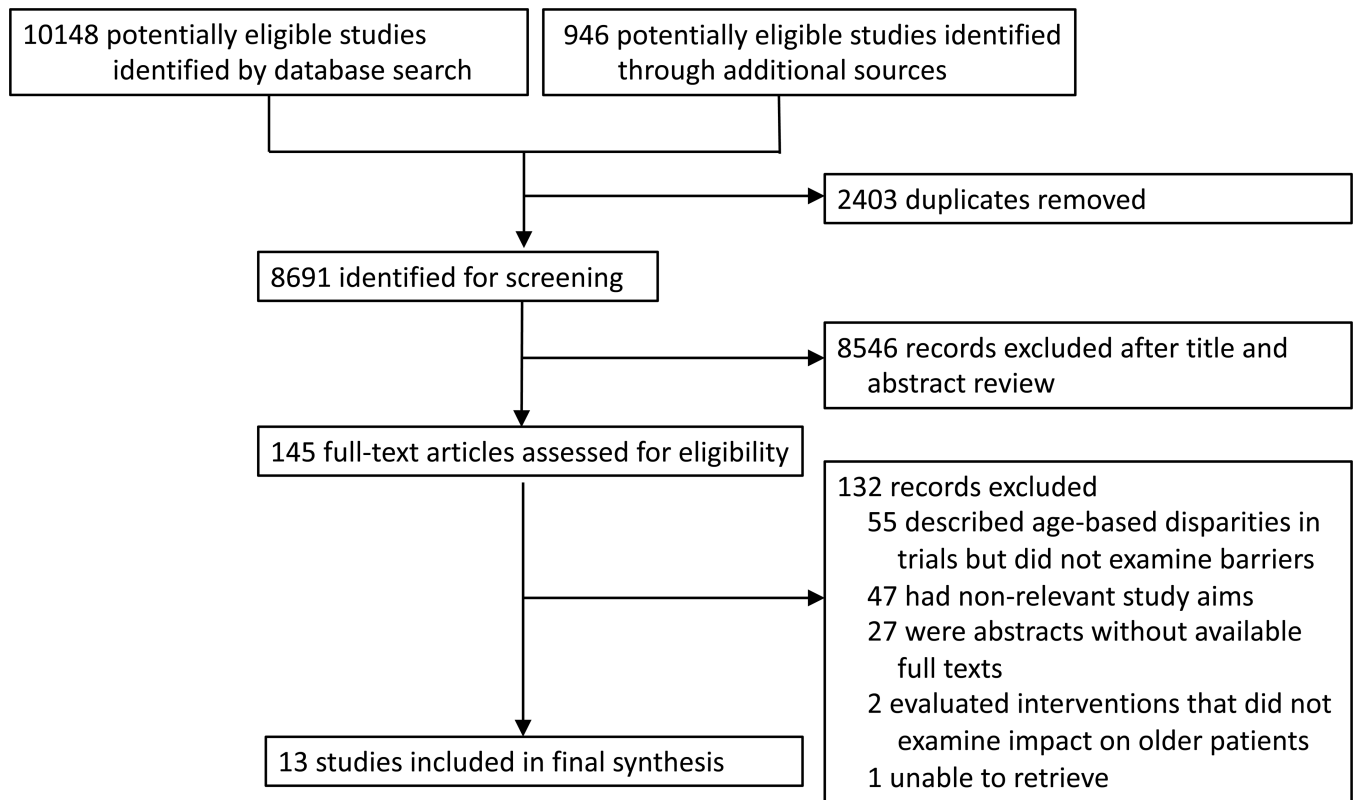 10148 potentially eligible studies
identified by database search
946 potentially eligible studies identified
through additional sources
2403 duplicates removed
8691 identified for screening
8546 records excluded after title and
abstract review
145 full-text articles assessed for eligibility
132 records excluded
55 described age-based disparities in
trials but did not examine barriers
47 had non-relevant study aims
27 were abstracts without available
full texts
2 evaluated interventions that did not
examine impact on older patients
1 unable to retrieve
13 studies included in final synthesis